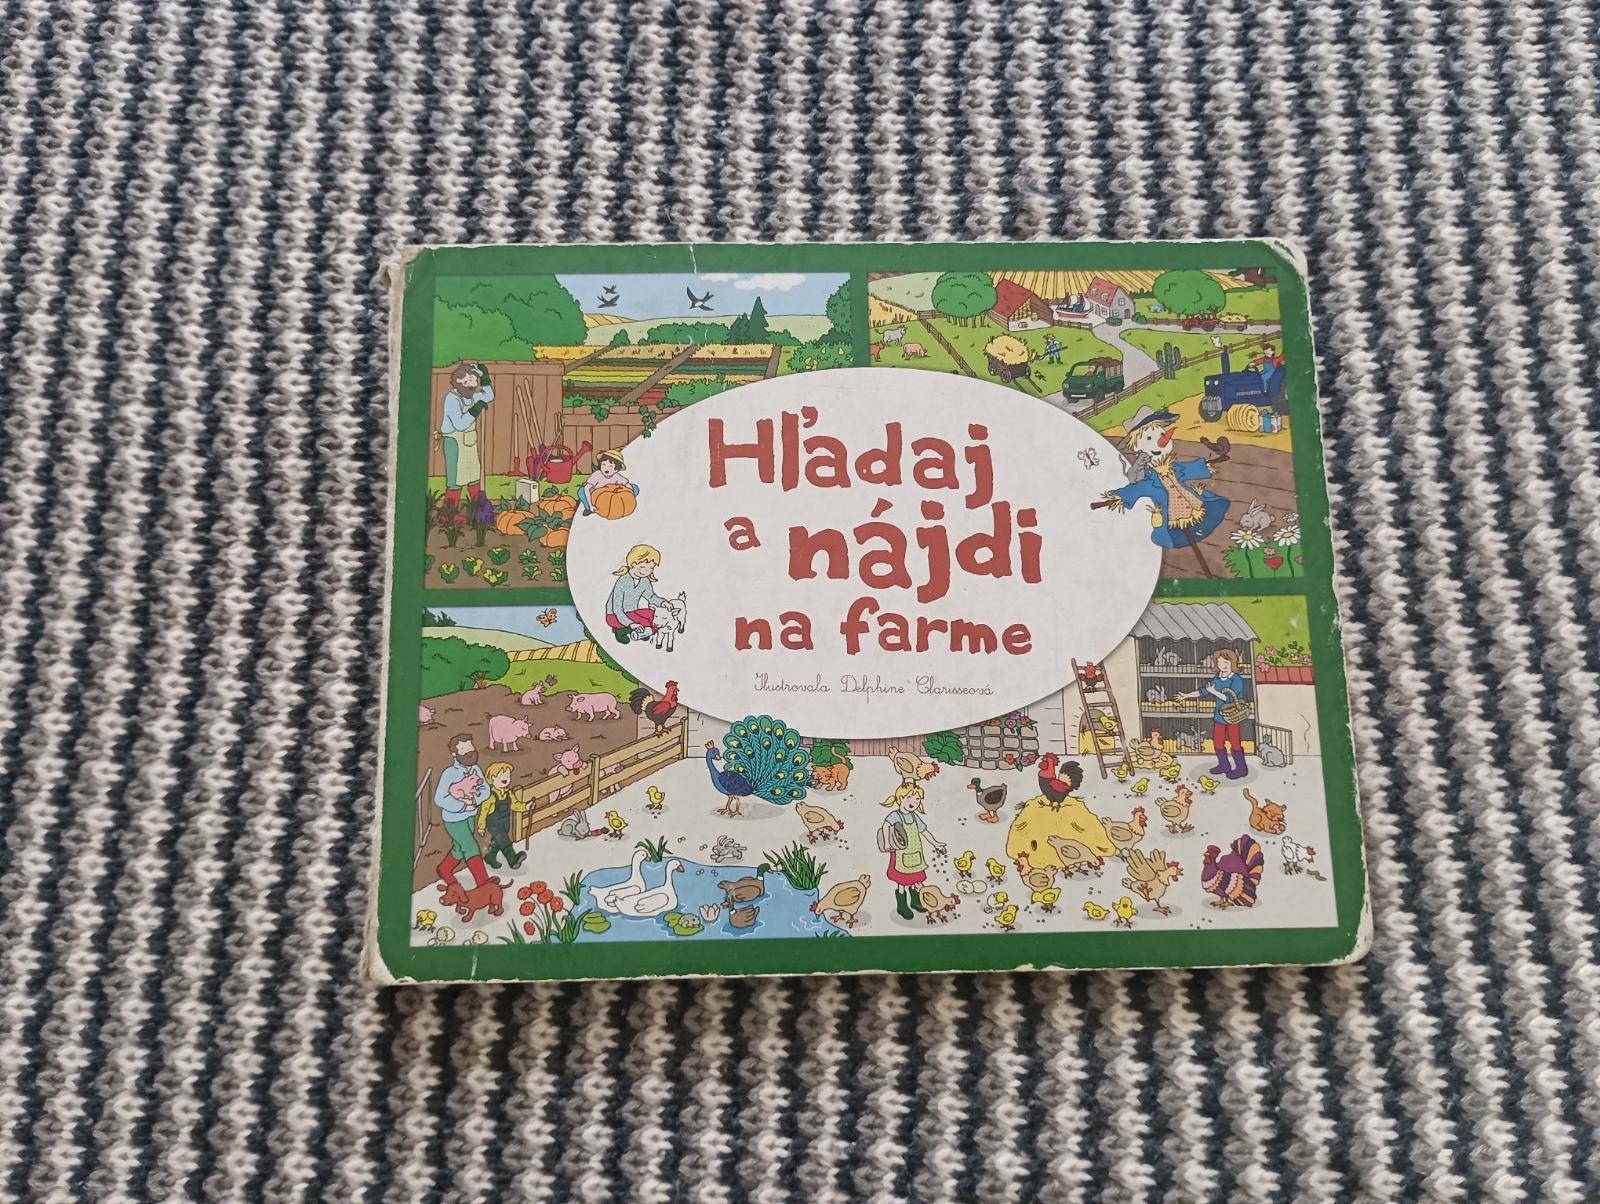 Hľadaj
a nájdi
na farme
Ilustrovala Delphine Clarisseová